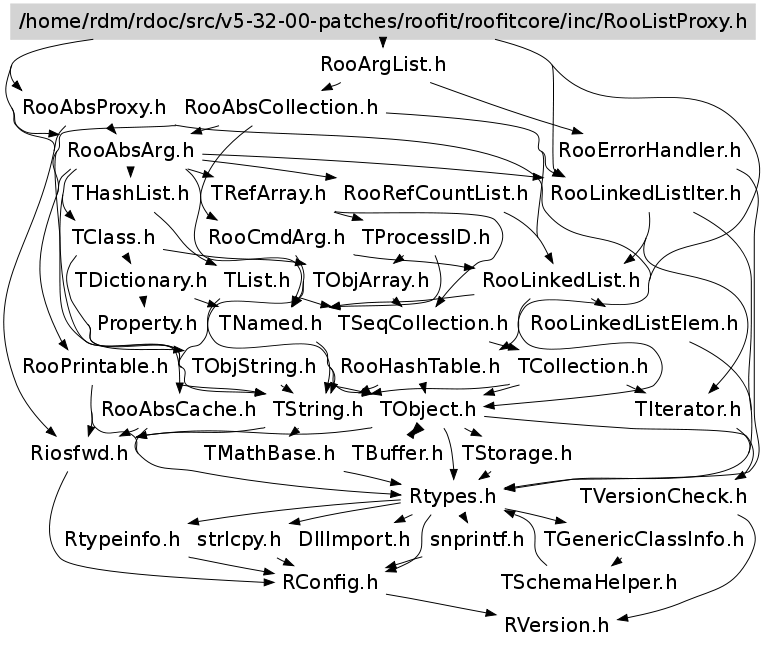 /home/rdm/rdoc/src/v5-32-00-patches/roofit/roofitcore/inc/RooListProxy.h
RooArgList.h
RooAbsProxy.h RooAbsCollection.h
RooAbsArg.h RooErrorHandler.h
THashList.h TRefArray.h RooRefCountList.h RooLinkedListIter.h
TClass.h RooCmdArg.h TProcessID.h
TDictionary.h TList.h TObjArray.h RooLinkedList.h
Property.h TNamed.h TSeqCollection.h RooLinkedListElem.h
RooPrintable.h TObjString.h RooHashTable.h TCollection.h
RooAbsCache.h TString.h TObject.h TIterator.h
Riosfwd.h TMathBase.h TBuffer.h TStorage.h
Rtypes.h TVersionCheck.h
Rtypeinfo.h strlcpy.h DllImport.h snprintf.h TGenericClassInfo.h
RConfig.h TSchemaHelper.h
RVersion.h